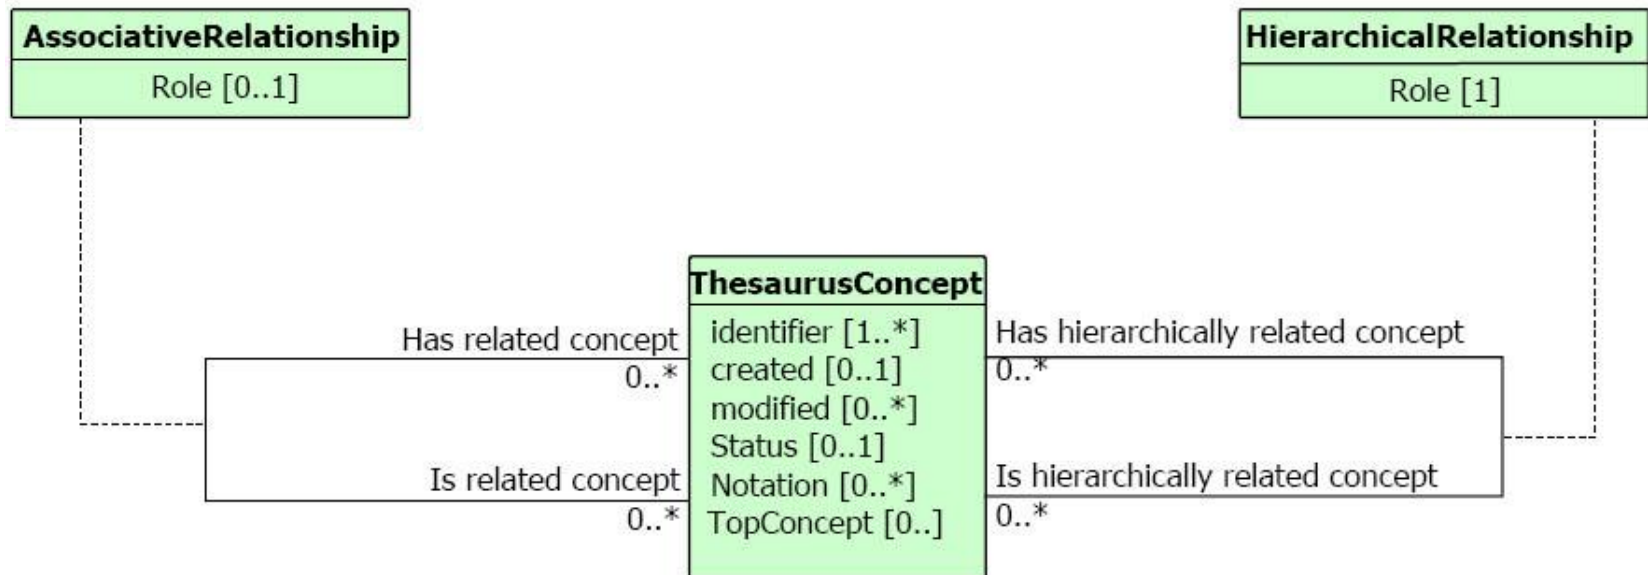 AssociativeRelationship
Role [0..1]
HierarchicalRelationship
Role [1]
ThesaurusConcept
identifier [1..*]
created [0..1]
modified [0..*]
Status [0..1]
Notation [0..*]
TopConcept [0..]
Has related concept
0..*
Is related concept
0..*
Has hierarchically related concept
0..*
Is hierarchically related concept
0..*